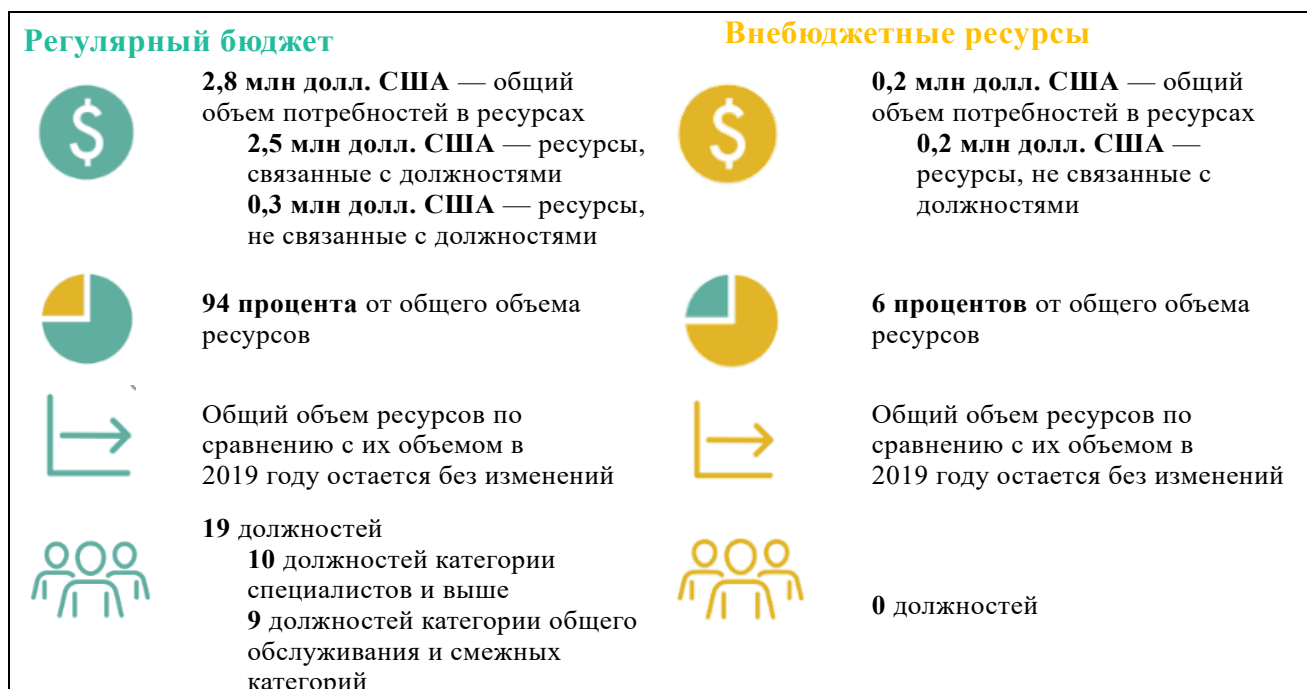 Регулярный бюджет
2,8 млн долл. США — общий
объем потребностей в ресурсах
2,5 млн долл. США — ресурсы,
связанные с должностями
0,3 млн долл. США — ресурсы,
не связанные с должностями
94 процента от общего объема
ресурсов
Общий объем ресурсов по
сравнению с их объемом в
2019 году остается без изменений
19 должностей
10 должностей категории
специалистов и выше
9 должностей категории общего
обслуживания и смежных
категорий
Внебюджетные ресурсы
0,2 млн долл. США — общий
объем потребностей в ресурсах
0,2 млн долл. США —
ресурсы, не связанные с
должностями
6 процентов от общего объема
ресурсов
Общий объем ресурсов по
сравнению с их объемом в
2019 году остается без изменений
0 должностей